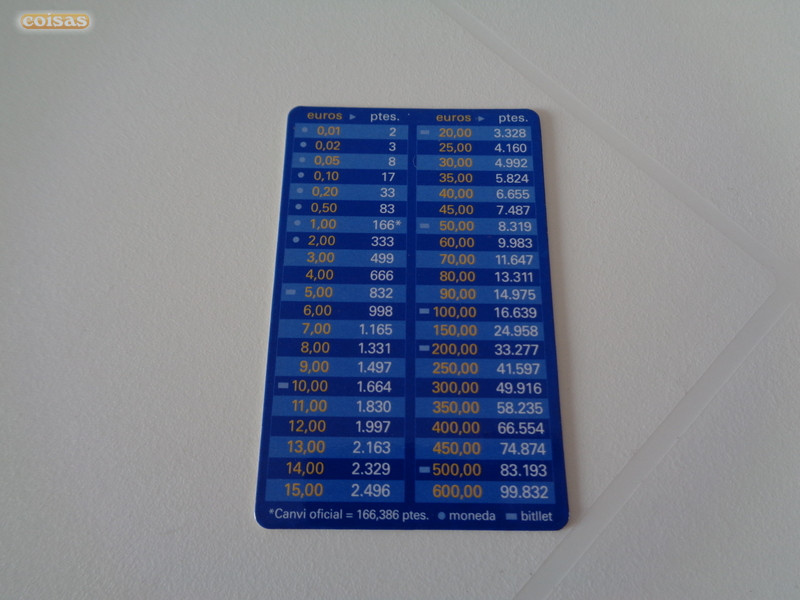 coisas
euros ▸ ptes.
• 0,01 2
• 0,02 3
• 0,05 8
• 0,10 17
• 0,20 33
• 0,50 83
• 1,00 166*
• 2,00 333
3,00 499
4,00 666
5,00 832
6,00 998
7,00 1.165
8,00 1.331
9,00 1.497
10,00 1.664
11,00 1.830
12,00 1.997
13,00 2.163
14,00 2.329
15,00 2.496
euros ▸ ptes.
20,00 3.328
25,00 4.160
30,00 4.992
35,00 5.824
40,00 6.655
45,00 7.487
50,00 8.319
60,00 9.983
70,00 11.647
80,00 13.311
90,00 14.975
100,00 16.639
150,00 24.958
200,00 33.277
250,00 41.597
300,00 49.916
350,00 58.235
400,00 66.554
450,00 74.874
500,00 83.193
600,00 99.832
*Canvi oficial = 166,386 ptes. • moneda ▬ bitllet